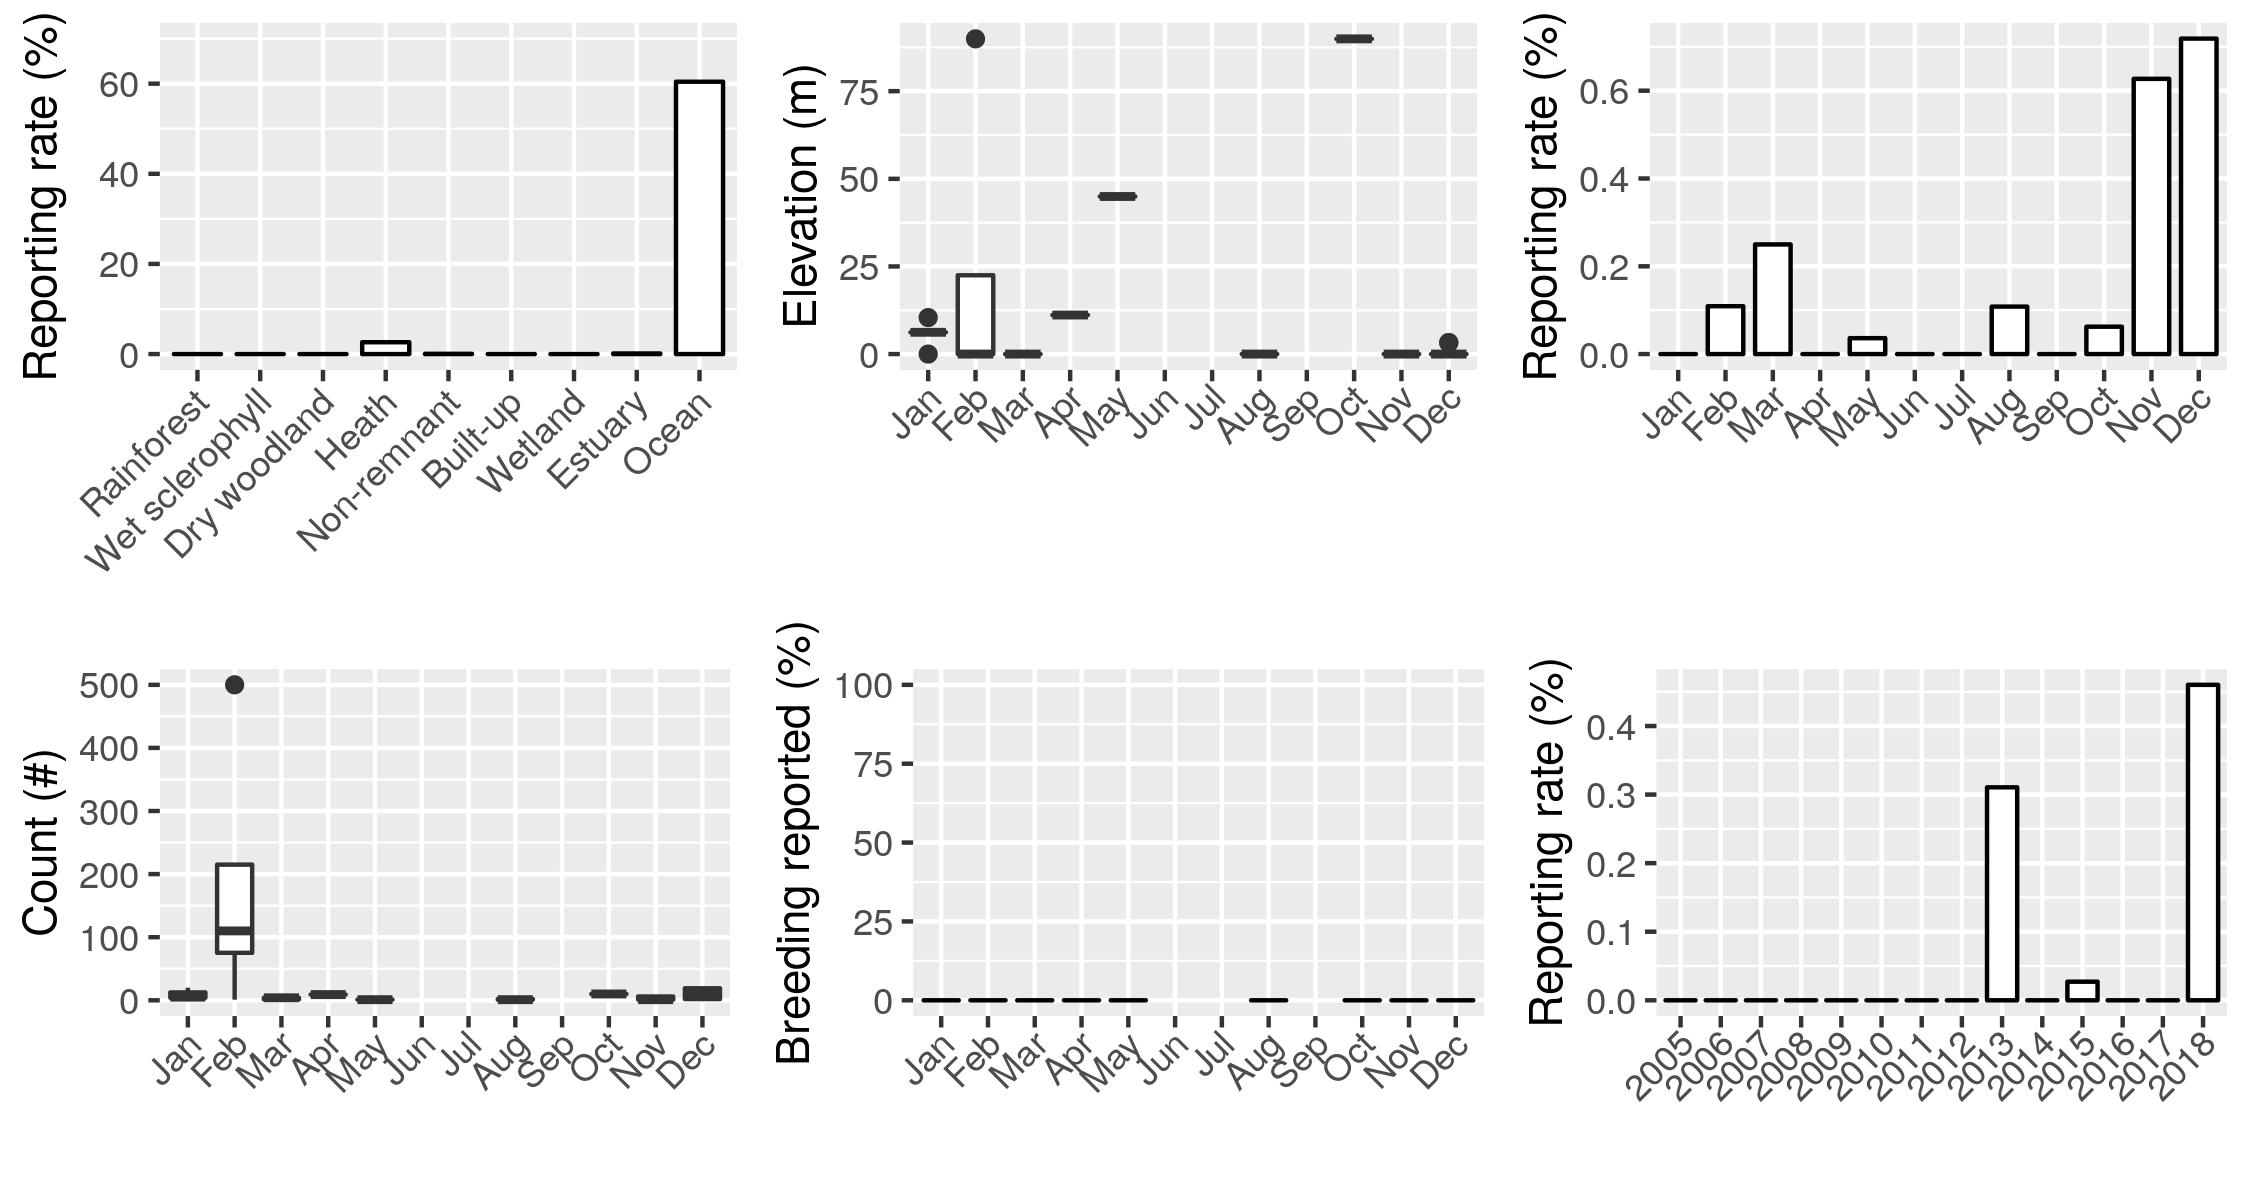 Reporting rate (%)
60
40
20
0
Rainforest
Wet sclerophyll
Dry woodland
Heath
Non-remnant
Built-up
Wetland
Estuary
Ocean
Elevation (m)
75
50
25
0
Jan
Feb
Mar
Apr
May
Jun
Jul
Aug
Sep
Oct
Nov
Dec
Reporting rate (%)
0.6
0.4
0.2
0.0
Jan
Feb
Mar
Apr
May
Jun
Jul
Aug
Sep
Oct
Nov
Dec
Count (#)
500
400
300
200
100
0
Jan
Feb
Mar
Apr
May
Jun
Jul
Aug
Sep
Oct
Nov
Dec
Breeding reported (%)
100
75
50
25
0
Jan
Feb
Mar
Apr
May
Jun
Jul
Aug
Sep
Oct
Nov
Dec
Reporting rate (%)
0.4
0.3
0.2
0.1
0.0
2005
2006
2007
2008
2009
2010
2011
2012
2013
2014
2015
2016
2017
2018